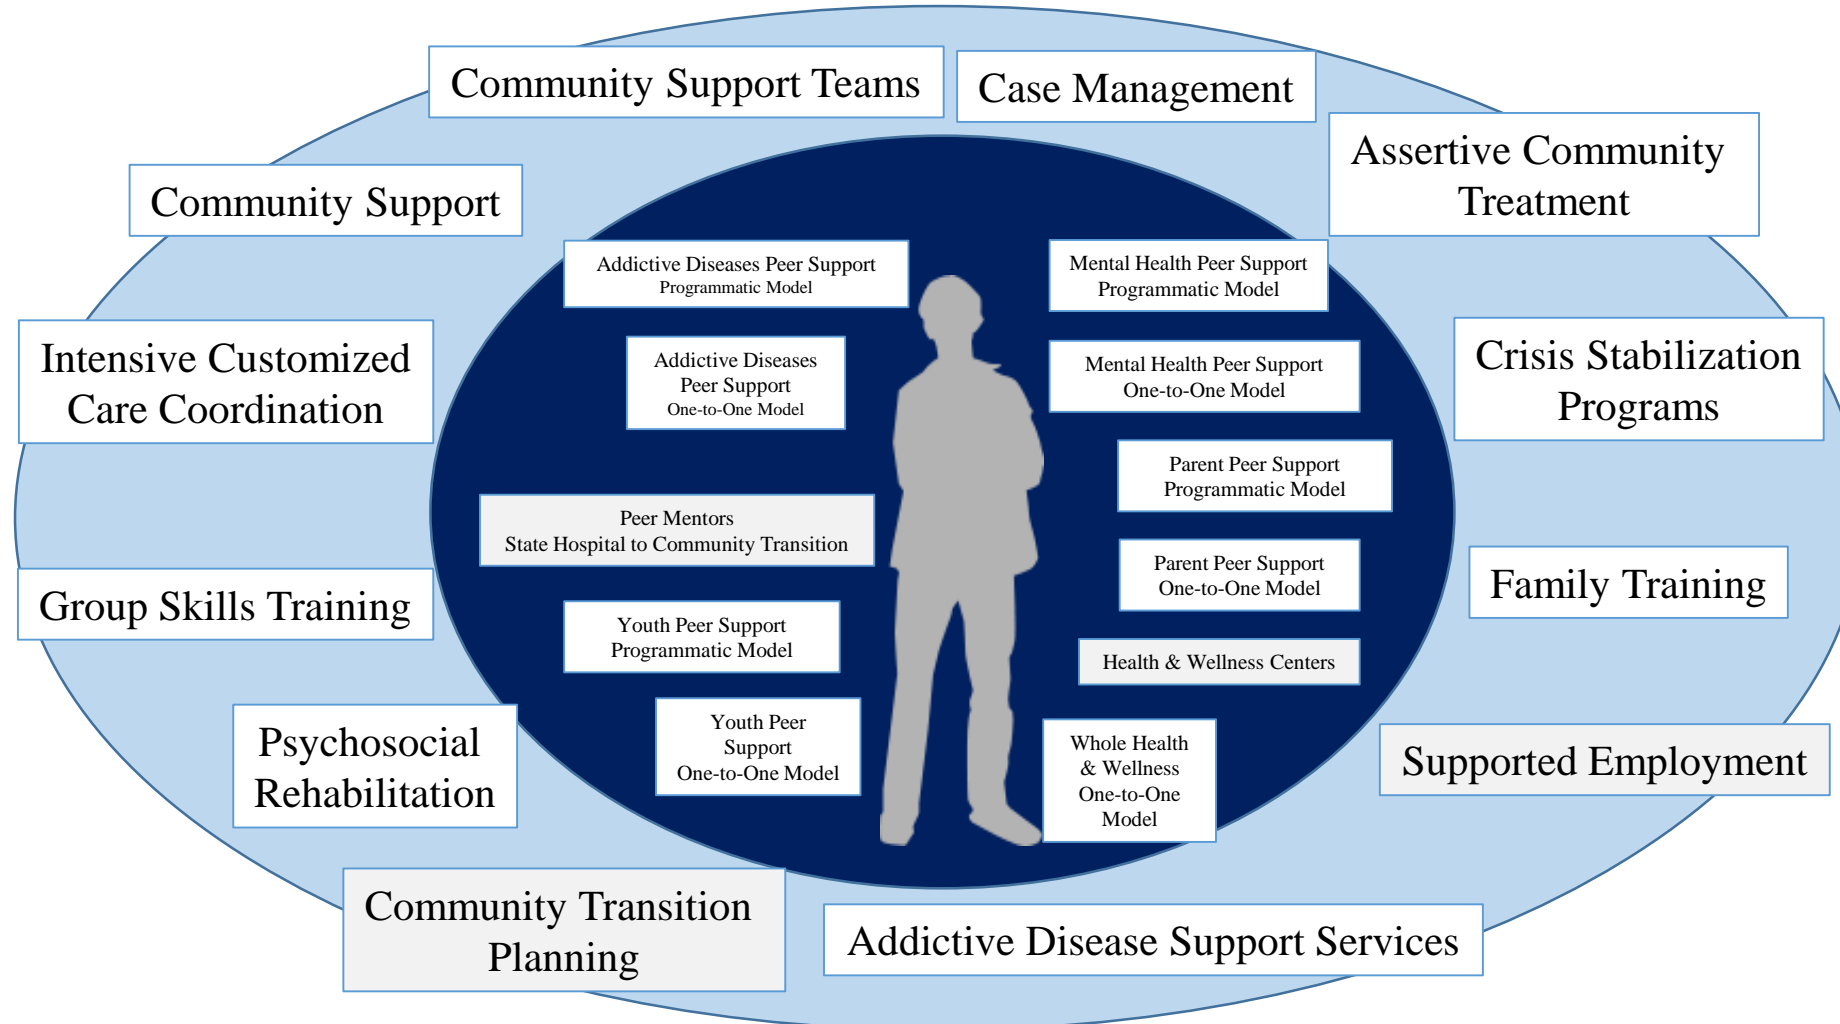 Community Support Teams
Case Management
Assertive Community
Treatment
Community Support
Addictive Diseases Peer Support
Programmatic Model
Mental Health Peer Support
Programmatic Model
Intensive Customized
Care Coordination
Addictive Diseases
Peer Support
One-to-One Model
Mental Health Peer Support
One-to-One Model
Crisis Stabilization
Programs
Parent Peer Support
Programmatic Model
Peer Mentors
State Hospital to Community Transition
Parent Peer Support
One-to-One Model
Family Training
Group Skills Training
Youth Peer Support
Programmatic Model
Health & Wellness Centers
Psychosocial
Rehabilitation
Youth Peer
Support
One-to-One Model
Whole Health
& Wellness
One-to-One
Model
Supported Employment
Community Transition
Planning
Addictive Disease Support Services